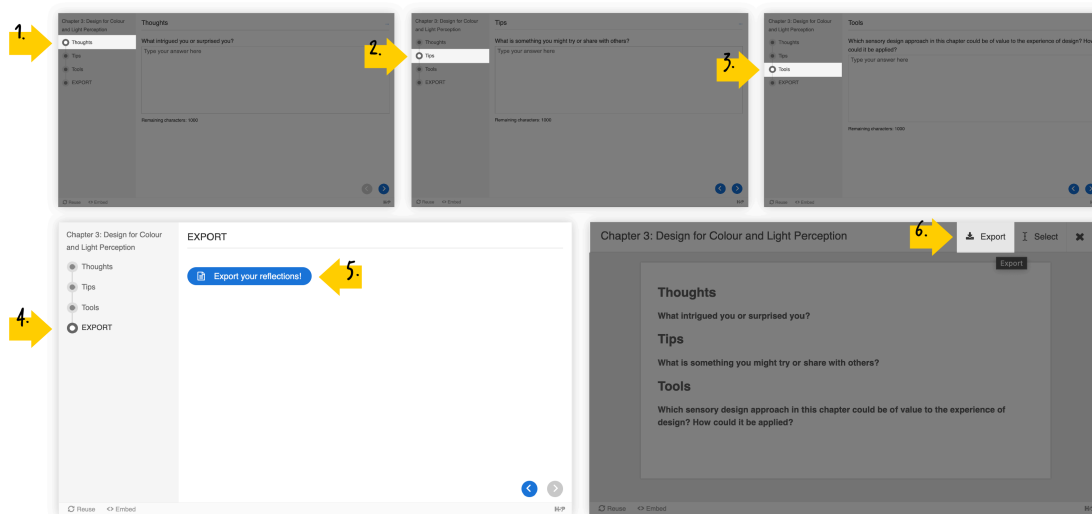 1.
Chapter 3: Design for Colour
and Light Perception
Thoughts
Tips
Tools
EXPORT
Thoughts
What intrigued you or surprised you?
Type your answer here
Remaining characters: 1000
Reuse <> Embed
H5P
2.
Chapter 3: Design for Colour
and Light Perception
Thoughts
Tips
Tools
EXPORT
Tips
What is something you might try or share with others?
Type your answer here
Remaining characters: 1000
Reuse <> Embed
H5P
3.
Chapter 3: Design for Colour
and Light Perception
Thoughts
Tips
Tools
EXPORT
Tools
Which sensory design approach in this chapter could be of value to the experience of design? How
could it be applied?
Type your answer here
Remaining characters: 1000
Reuse <> Embed
4.
Chapter 3: Design for Colour
and Light Perception
Thoughts
Tips
Tools
EXPORT
EXPORT
Export your reflections!
5.
Reuse <> Embed
H5P
Chapter 3: Design for Colour and Light Perception
6.
Export
Select
Export
Thoughts
What intrigued you or surprised you?
Tips
What is something you might try or share with others?
Tools
Which sensory design approach in this chapter could be of value to the experience of
design? How could it be applied?
Reuse <> Embed